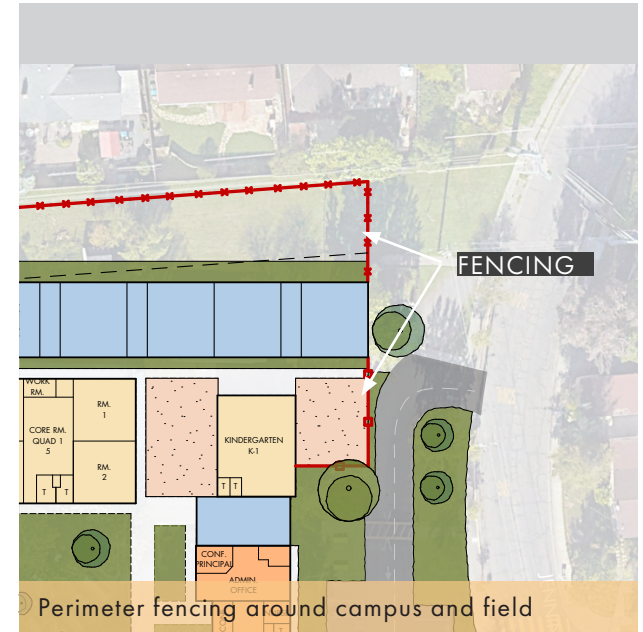 FENCING
WORK
RM.
RM.
1
CORE RM.
QUAD 1
5
KINDERGARTEN
K-1
RM.
2
T T
T T
CONF.
PRINCIPAL
ADMIN
OFFICE
Perimeter fencing around campus and field